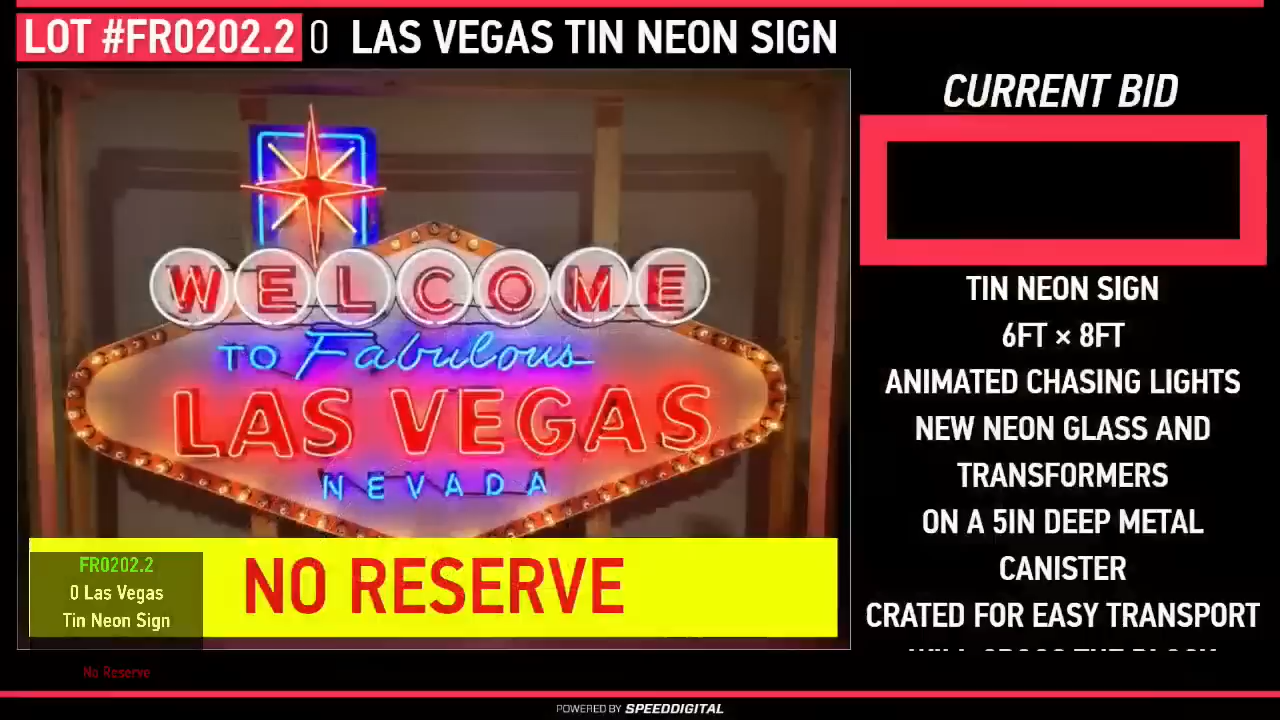 LOT #FR0202.2 0 LAS VEGAS TIN NEON SIGN
CURRENT BID
WELCOME
TO Fabulous
LAS VEGAS
NEVADA
NO RESERVE
FR0202.2
0 Las Vegas
Tin Neon Sign
No Reserve
TIN NEON SIGN
6FT × 8FT
ANIMATED CHASING LIGHTS
NEW NEON GLASS AND
TRANSFORMERS
ON A 5IN DEEP METAL
CANISTER
CRATED FOR EASY TRANSPORT
POWERED BY SPEEDDIGITAL